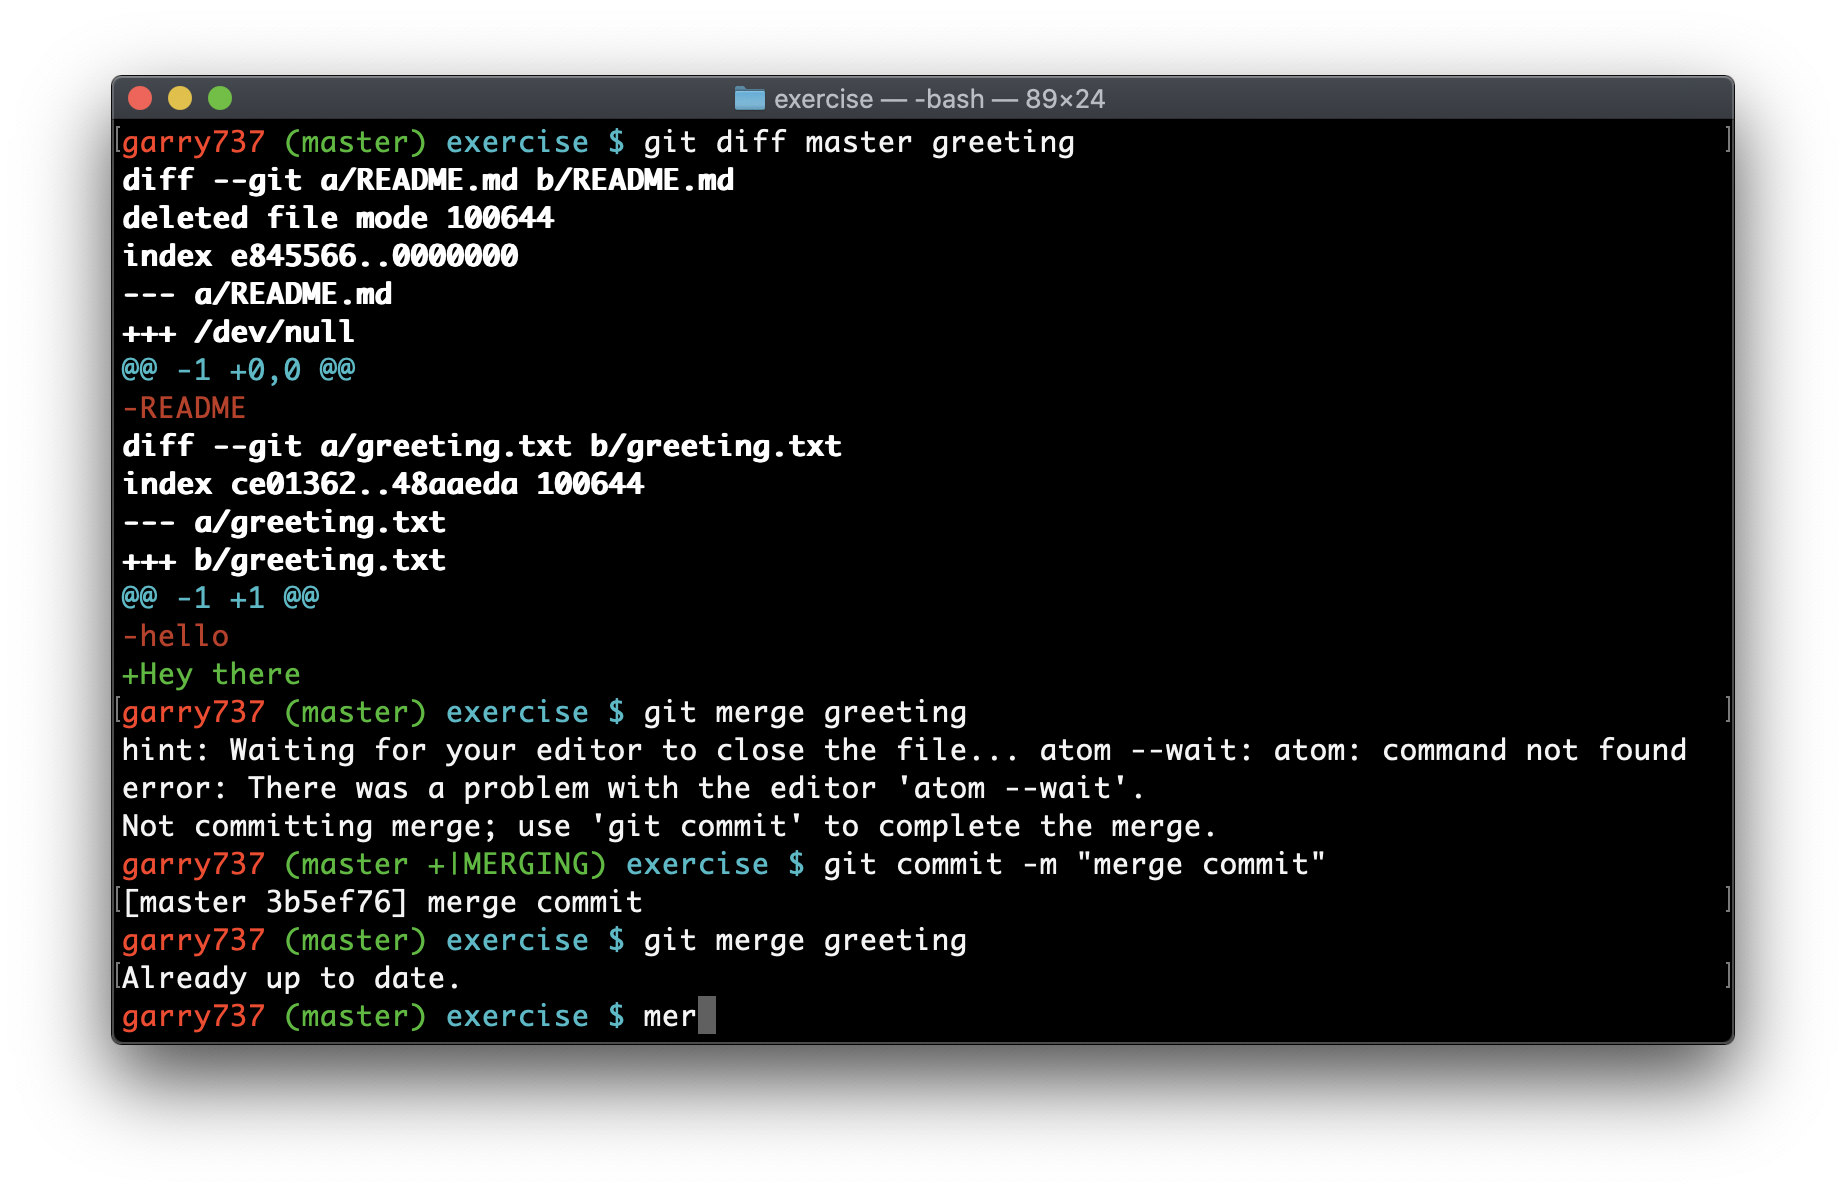 exercise — -bash — 89×24
garry737 (master) exercise $ git diff master greeting
diff --git a/README.md b/README.md
deleted file mode 100644
index e845566..0000000
--- a/README.md
+++ /dev/null
@@ -1 +0,0 @@
-README
diff --git a/greeting.txt b/greeting.txt
index ce01362..48aaeda 100644
--- a/greeting.txt
+++ b/greeting.txt
@@ -1 +1 @@
-hello
+Hey there
garry737 (master) exercise $ git merge greeting
hint: Waiting for your editor to close the file... atom --wait: atom: command not found
error: There was a problem with the editor 'atom --wait'.
Not committing merge; use 'git commit' to complete the merge.
garry737 (master +|MERGING) exercise $ git commit -m "merge commit"
[master 3b5ef76] merge commit
garry737 (master) exercise $ git merge greeting
Already up to date.
garry737 (master) exercise $ mer